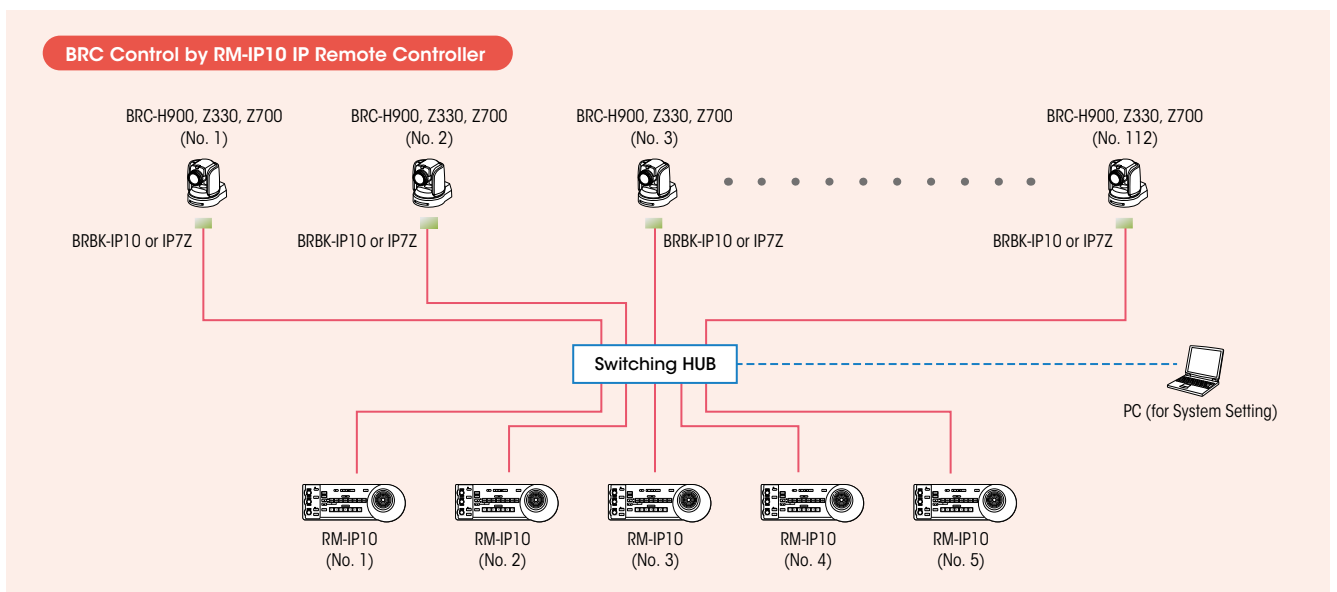 BRC Control by RM-IP10 IP Remote Controller
BRC-H900, Z330, Z700
(No. 1)
BRC-H900, Z330, Z700
(No. 2)
BRC-H900, Z330, Z700
(No. 3)
BRC-H900, Z330, Z700
(No. 112)
BRBK-IP10 or IP7Z
BRBK-IP10 or IP7Z
BRBK-IP10 or IP7Z
BRBK-IP10 or IP7Z
Switching HUB
PC (for System Setting)
RM-IP10
(No. 1)
RM-IP10
(No. 2)
RM-IP10
(No. 3)
RM-IP10
(No. 4)
RM-IP10
(No. 5)